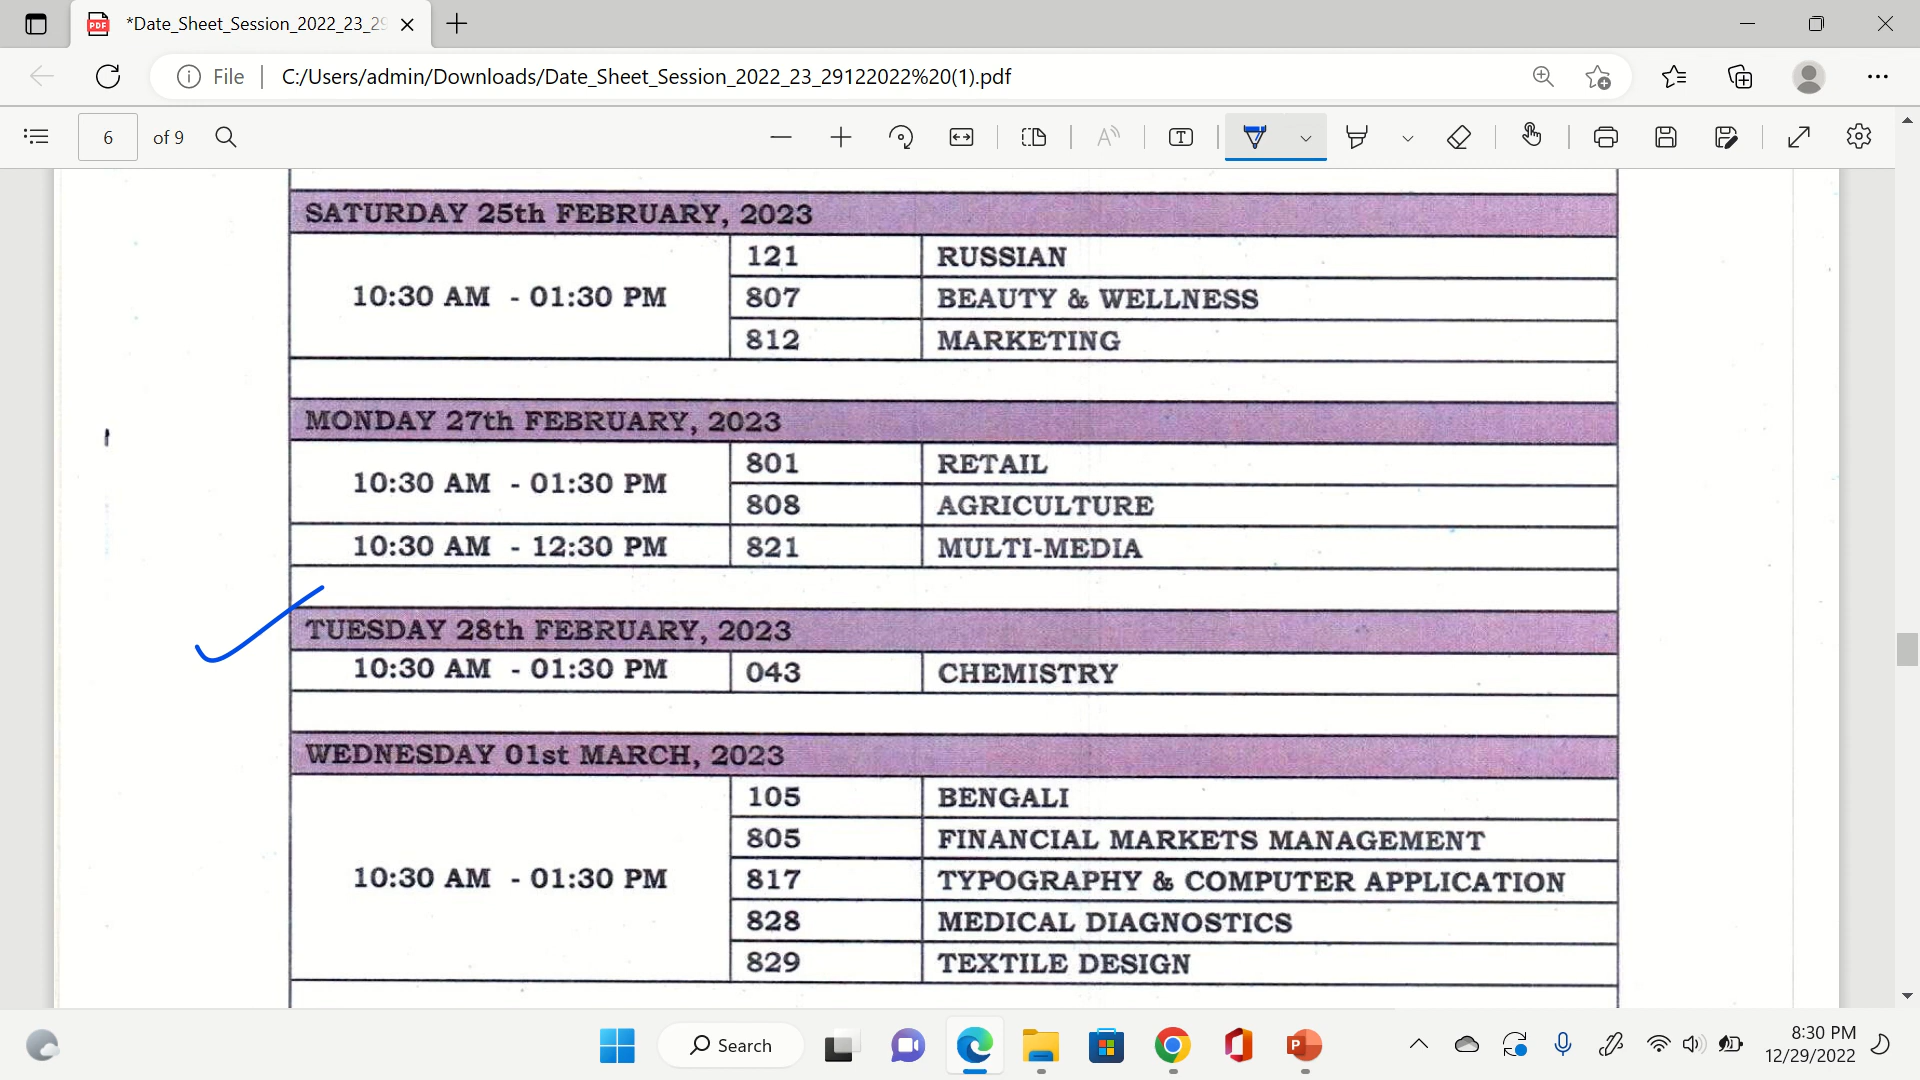 *Date_Sheet_Session_2022_23_29
File
C:/Users/admin/Downloads/Date_Sheet_Session_2022_23_29122022%20(1).pdf
6 of 9
SATURDAY 25th FEBRUARY, 2023
10:30 AM - 01:30 PM
121 RUSSIAN
807 BEAUTY & WELLNESS
812 MARKETING
MONDAY 27th FEBRUARY, 2023
10:30 AM - 01:30 PM
801 RETAIL
808 AGRICULTURE
10:30 AM - 12:30 PM 821 MULTI-MEDIA
TUESDAY 28th FEBRUARY, 2023
10:30 AM - 01:30 PM 043 CHEMISTRY
WEDNESDAY 01st MARCH, 2023
10:30 AM - 01:30 PM
105 BENGALI
805 FINANCIAL MARKETS MANAGEMENT
817 TYPOGRAPHY & COMPUTER APPLICATION
828 MEDICAL DIAGNOSTICS
829 TEXTILE DESIGN
Search
8:30 PM
12/29/2022